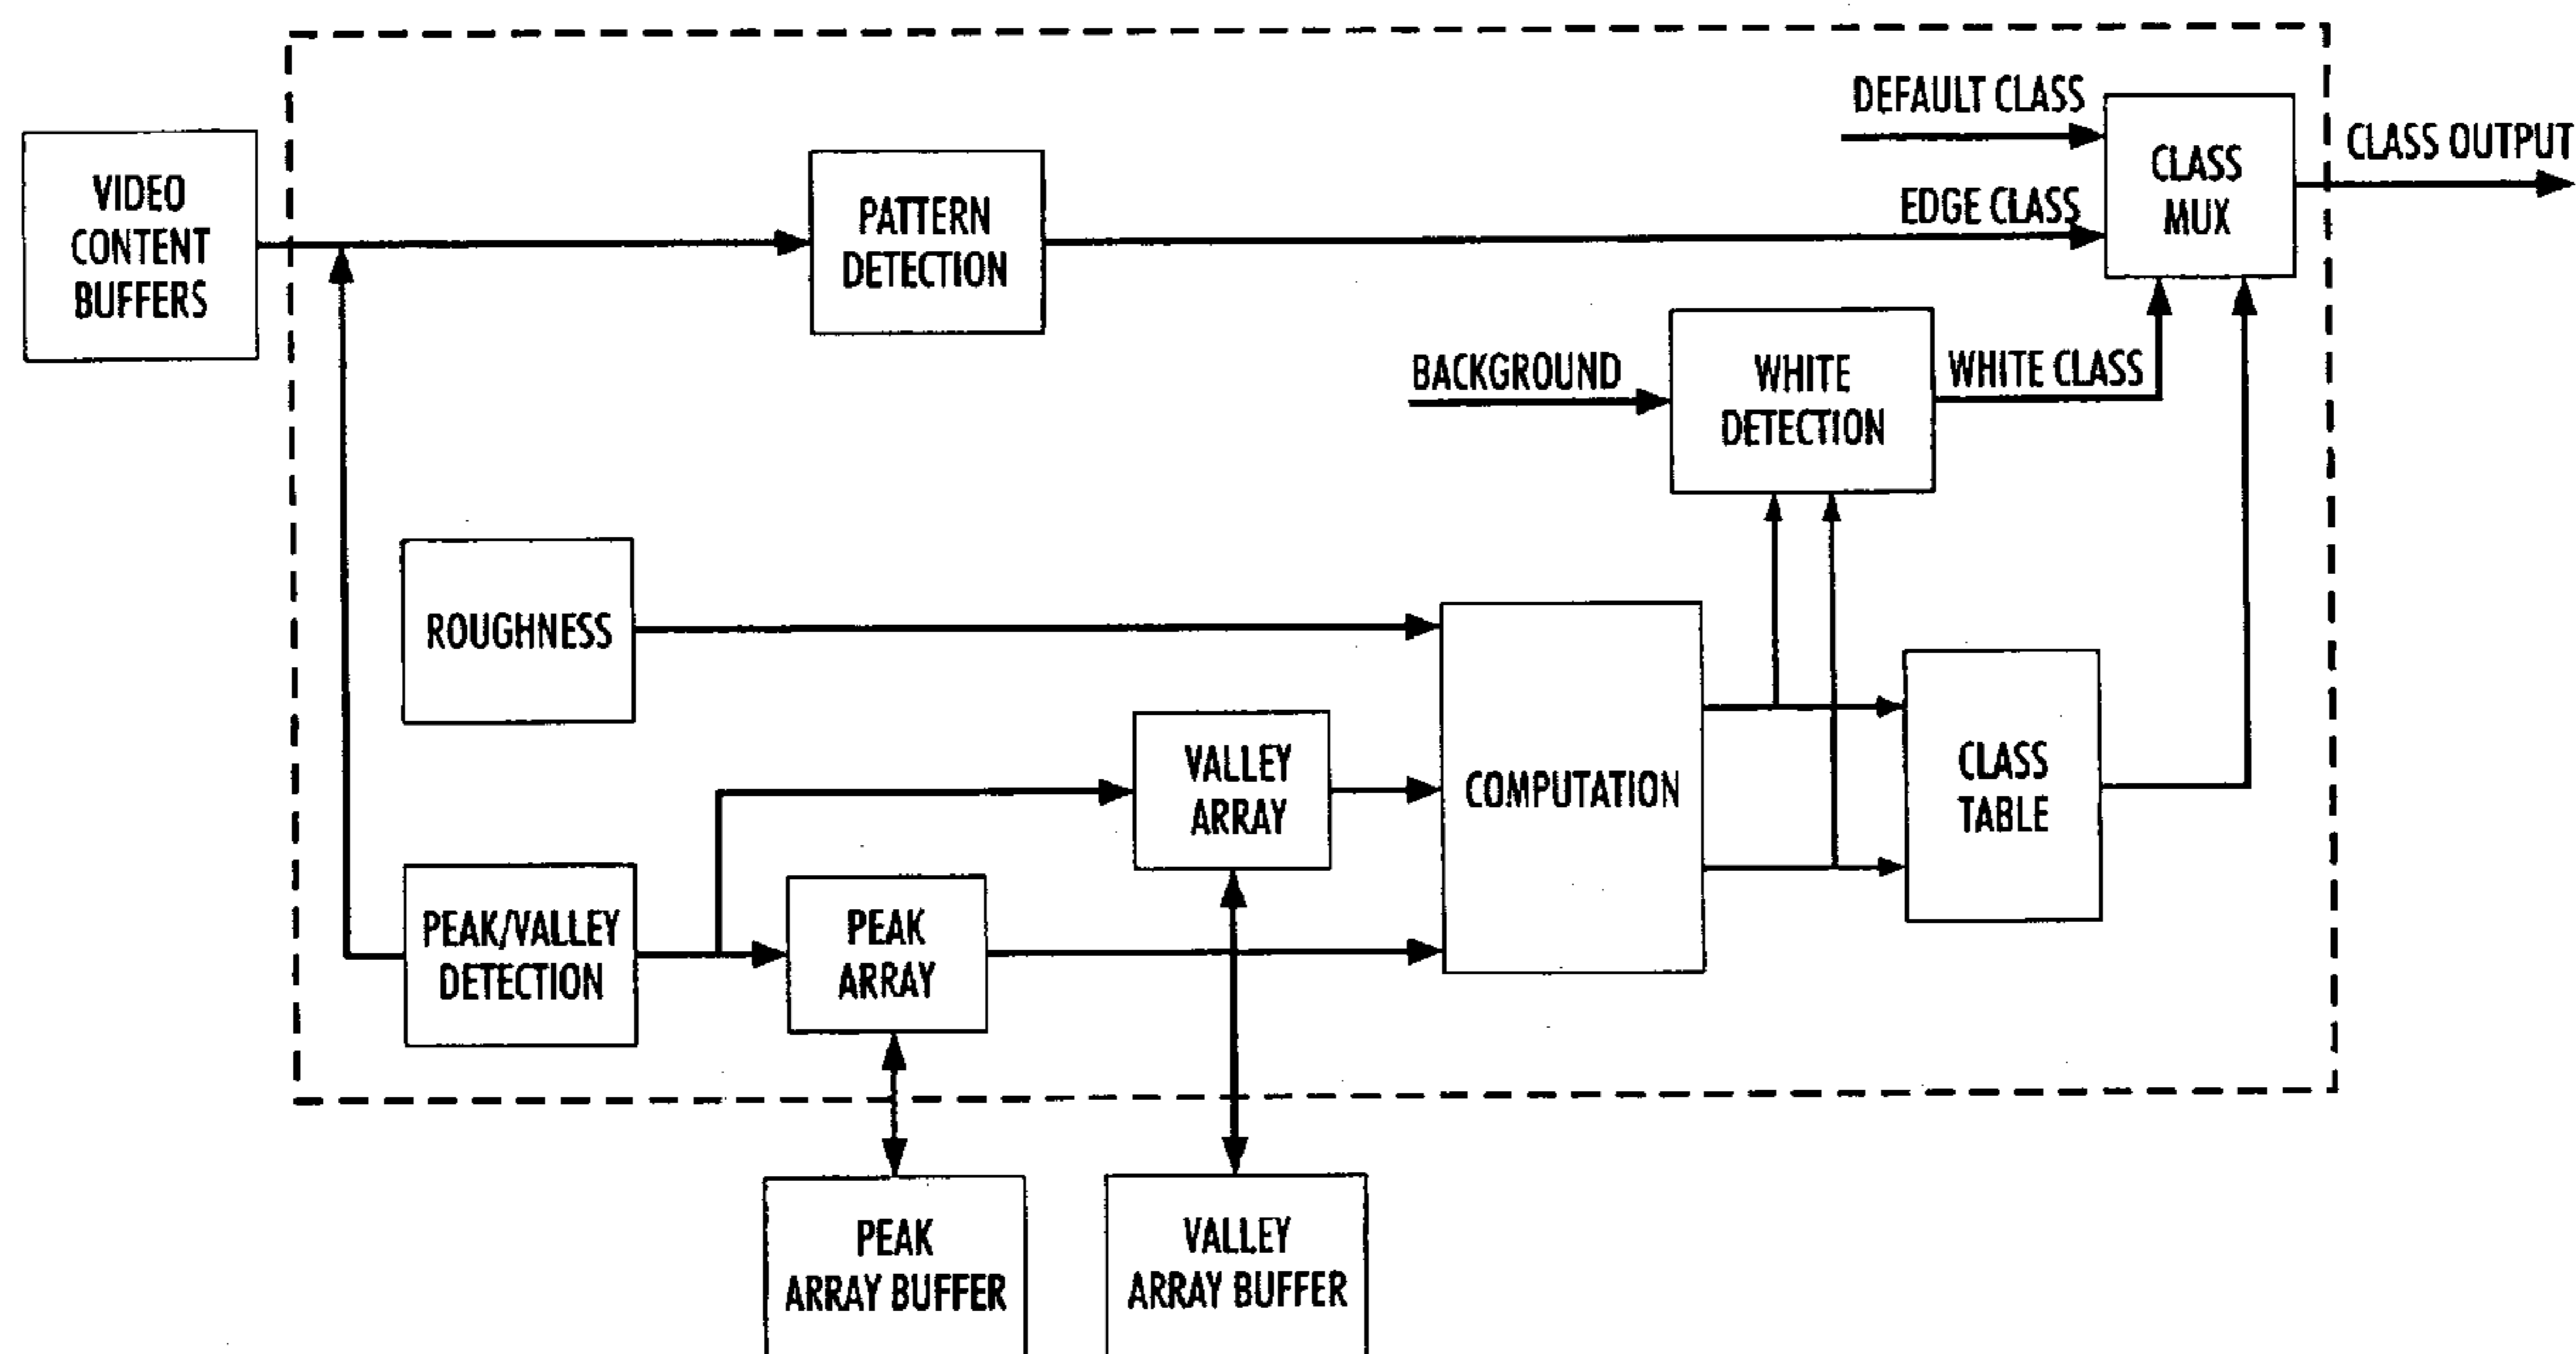 DEFAULT CLASS
CLASS OUTPUT
CLASS
MUX
VIDEO
CONTENT
BUFFERS
PATTERN
DETECTION
EDGE CLASS
BACKGROUND
WHITE
DETECTION
WHITE CLASS
ROUGHNESS
VALLEY
ARRAY
COMPUTATION
CLASS
TABLE
PEAK/VALLEY
DETECTION
PEAK
ARRAY
PEAK
ARRAY BUFFER
VALLEY
ARRAY BUFFER